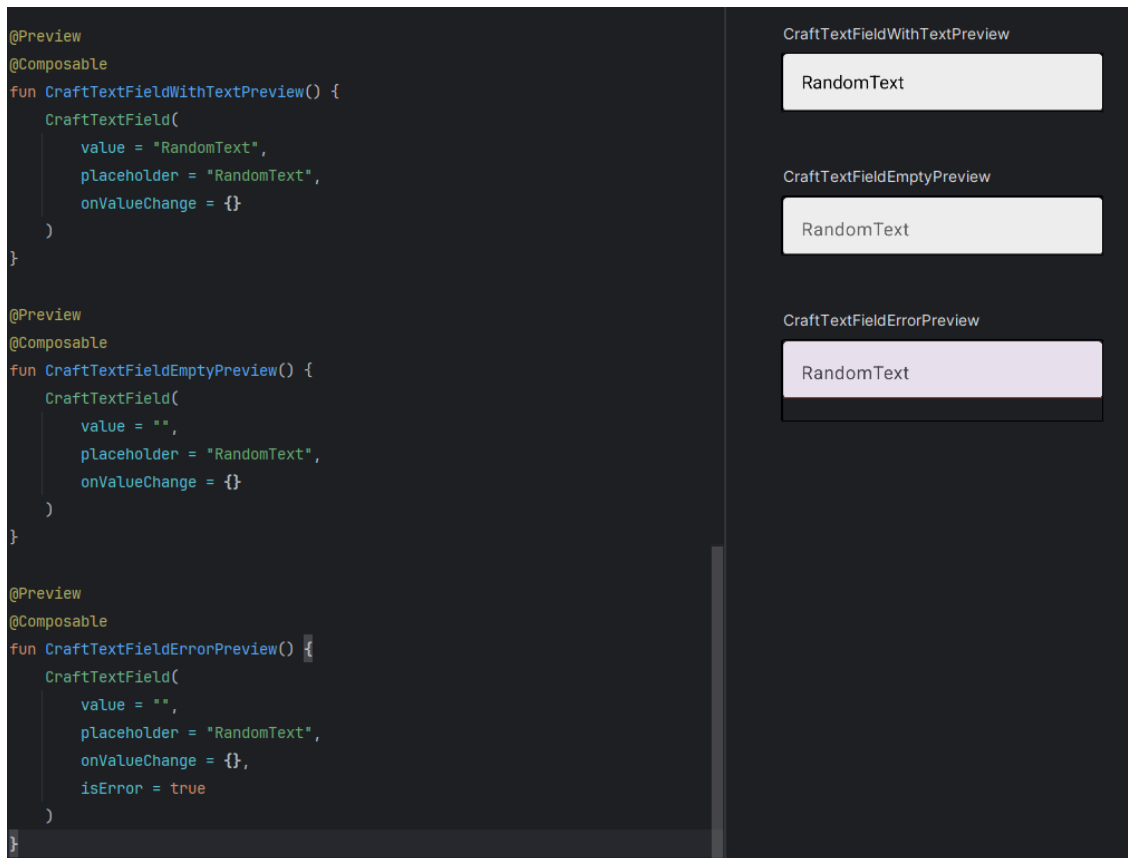 @Preview
@Composable
fun CraftTextFieldWithTextPreview() {
    CraftTextField(
        value = "RandomText",
        placeholder = "RandomText",
        onValueChange = {}
    )
}
@Preview
@Composable
fun CraftTextFieldEmptyPreview() {
    CraftTextField(
        value = "",
        placeholder = "RandomText",
        onValueChange = {}
    )
}
@Preview
@Composable
fun CraftTextFieldErrorPreview() {
    CraftTextField(
        value = "",
        placeholder = "RandomText",
        onValueChange = {},
        isError = true
    )
}
CraftTextFieldWithTextPreview
RandomText
CraftTextFieldEmptyPreview
RandomText
CraftTextFieldErrorPreview
RandomText